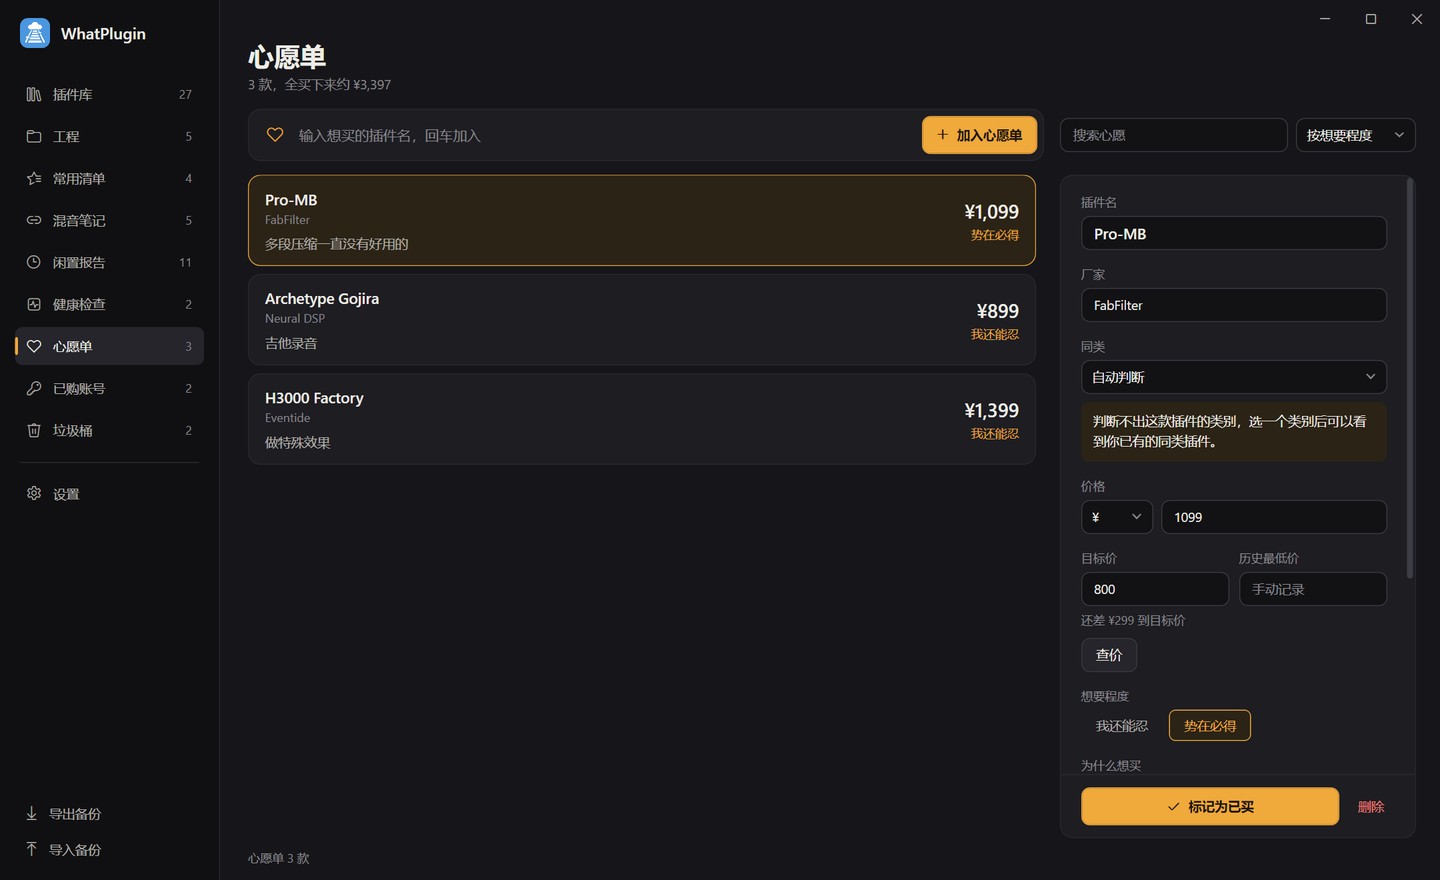 WhatPlugin
插件库 27
工程 5
常用清单 4
混音笔记 5
闲置报告 11
健康检查 2
心愿单 3
已购账号 2
垃圾桶 2
设置
导出备份
导入备份
心愿单
3 款，全买下来约 ¥3,397
输入想买的插件名，回车加入
+ 加入心愿单
搜索心愿
按想要程度
Pro-MB
FabFilter
多段压缩一直没有好用的
¥1,099
势在必得
Archetype Gojira
Neural DSP
吉他录音
¥899
我还能忍
H3000 Factory
Eventide
做特殊效果
¥1,399
我还能忍
心愿单 3 款
插件名
Pro-MB
厂家
FabFilter
同类
自动判断
判断不出这款插件的类别，选一个类别后可以看
到你已有的同类插件。
价格
¥ 1099
目标价 历史最低价
800 手动记录
还差 ¥299 到目标价
查价
想要程度
我还能忍 势在必得
为什么想买
标记为已买 删除